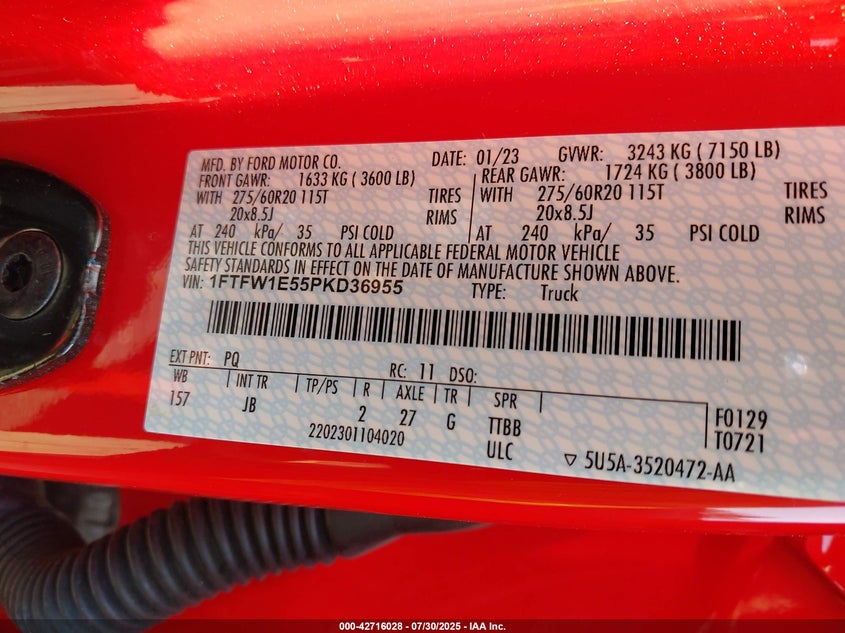 MFD. BY FORD MOTOR CO. DATE: 01/23 GVWR: 3243 KG ( 7150 LB)
FRONT GAWR: 1633 KG ( 3600 LB) REAR GAWR: 1724 KG ( 3800 LB)
WITH 275/60R20 115T TIRES WITH 275/60R20 115T TIRES
20x8.5J RIMS 20x8.5J RIMS
AT 240 kPa/ 35 PSI COLD AT 240 kPa/ 35 PSI COLD
THIS VEHICLE CONFORMS TO ALL APPLICABLE FEDERAL MOTOR VEHICLE
SAFETY STANDARDS IN EFFECT ON THE DATE OF MANUFACTURE SHOWN ABOVE.
VIN: 1FTFW1E55PKD36955 TYPE: Truck
EXT PNT: PQ RC: 11 DSO:
WB INT TR TP/PS R AXLE TR SPR
157 JB 2 27 G TTBB F0129
2202301104020 ULC T0721
▽ 5U5A-3520472-AA
000-42716028 - 07/30/2025 - IAA Inc.